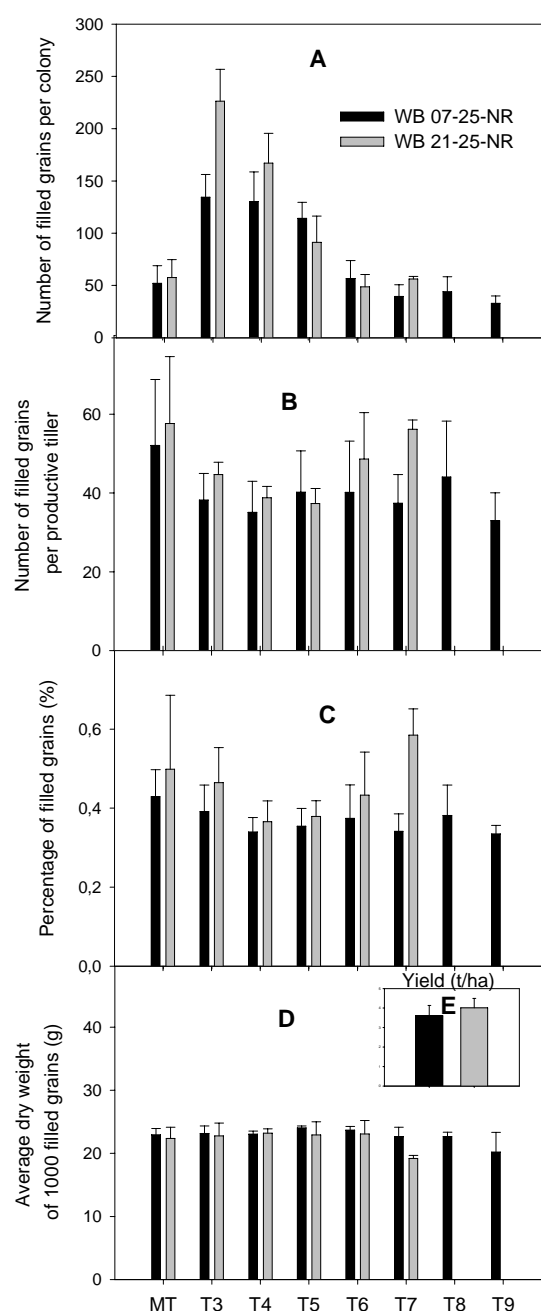 300
250
200
150
100
50
0
Number of filled grains per colony
A
WB 07-25-NR
WB 21-25-NR
60
40
20
0
Number of filled grains
per productive tiller
B
0,6
0,4
0,2
0,0
Percentage of filled grains (%)
C
40
30
20
10
0
Average dry weight
of 1000 filled grains (g)
D
Yield (t/ha)
E
MT T3 T4 T5 T6 T7 T8 T9